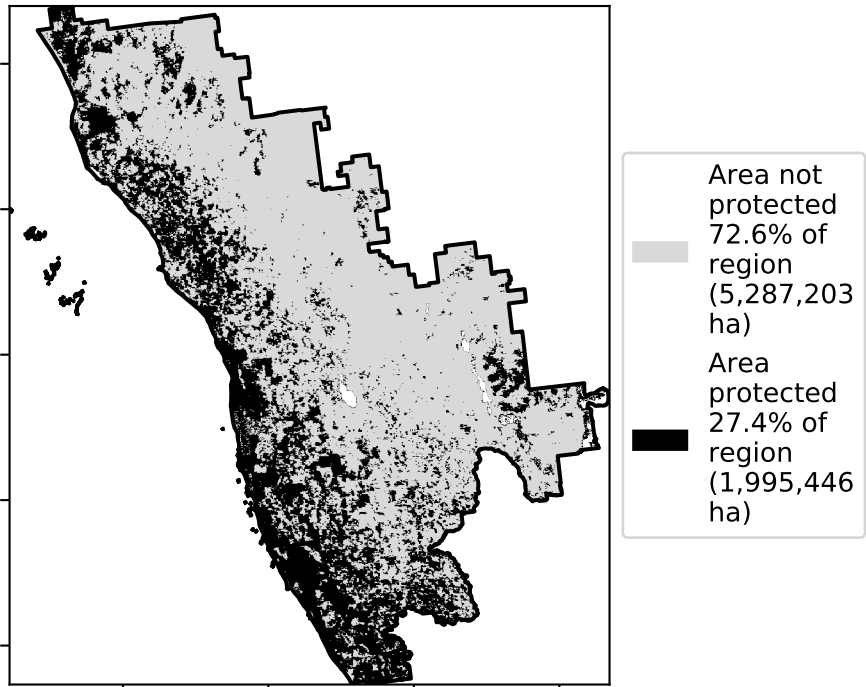 Area not
protected
72.6% of
region
(5,287,203
ha)
Area
protected
27.4% of
region
(1,995,446
ha)